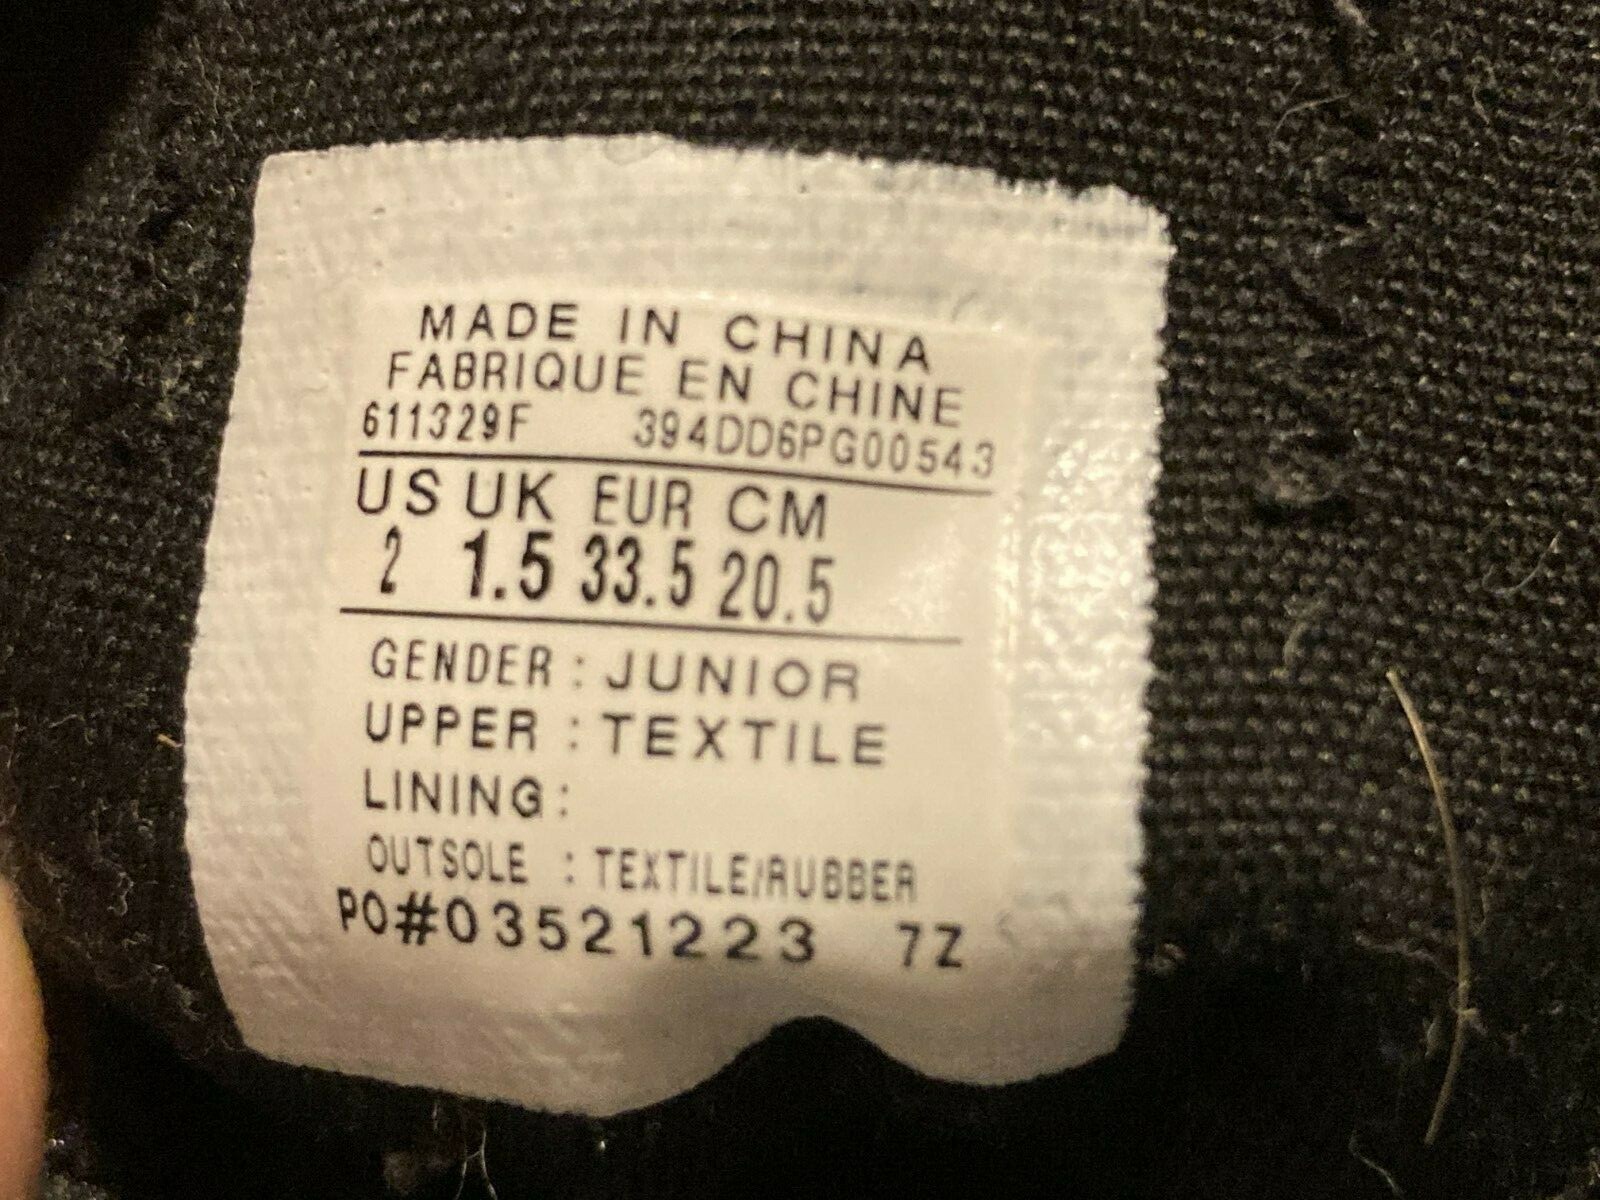 MADE IN CHINA
FABRIQUE EN CHINE
611329F 394DD6PG00543
US UK EUR CM
2 1.5 33.5 20.5
GENDER : JUNIOR
UPPER : TEXTILE
LINING :
OUTSOLE : TEXTILE/RUBBER
PO#03521223 7Z